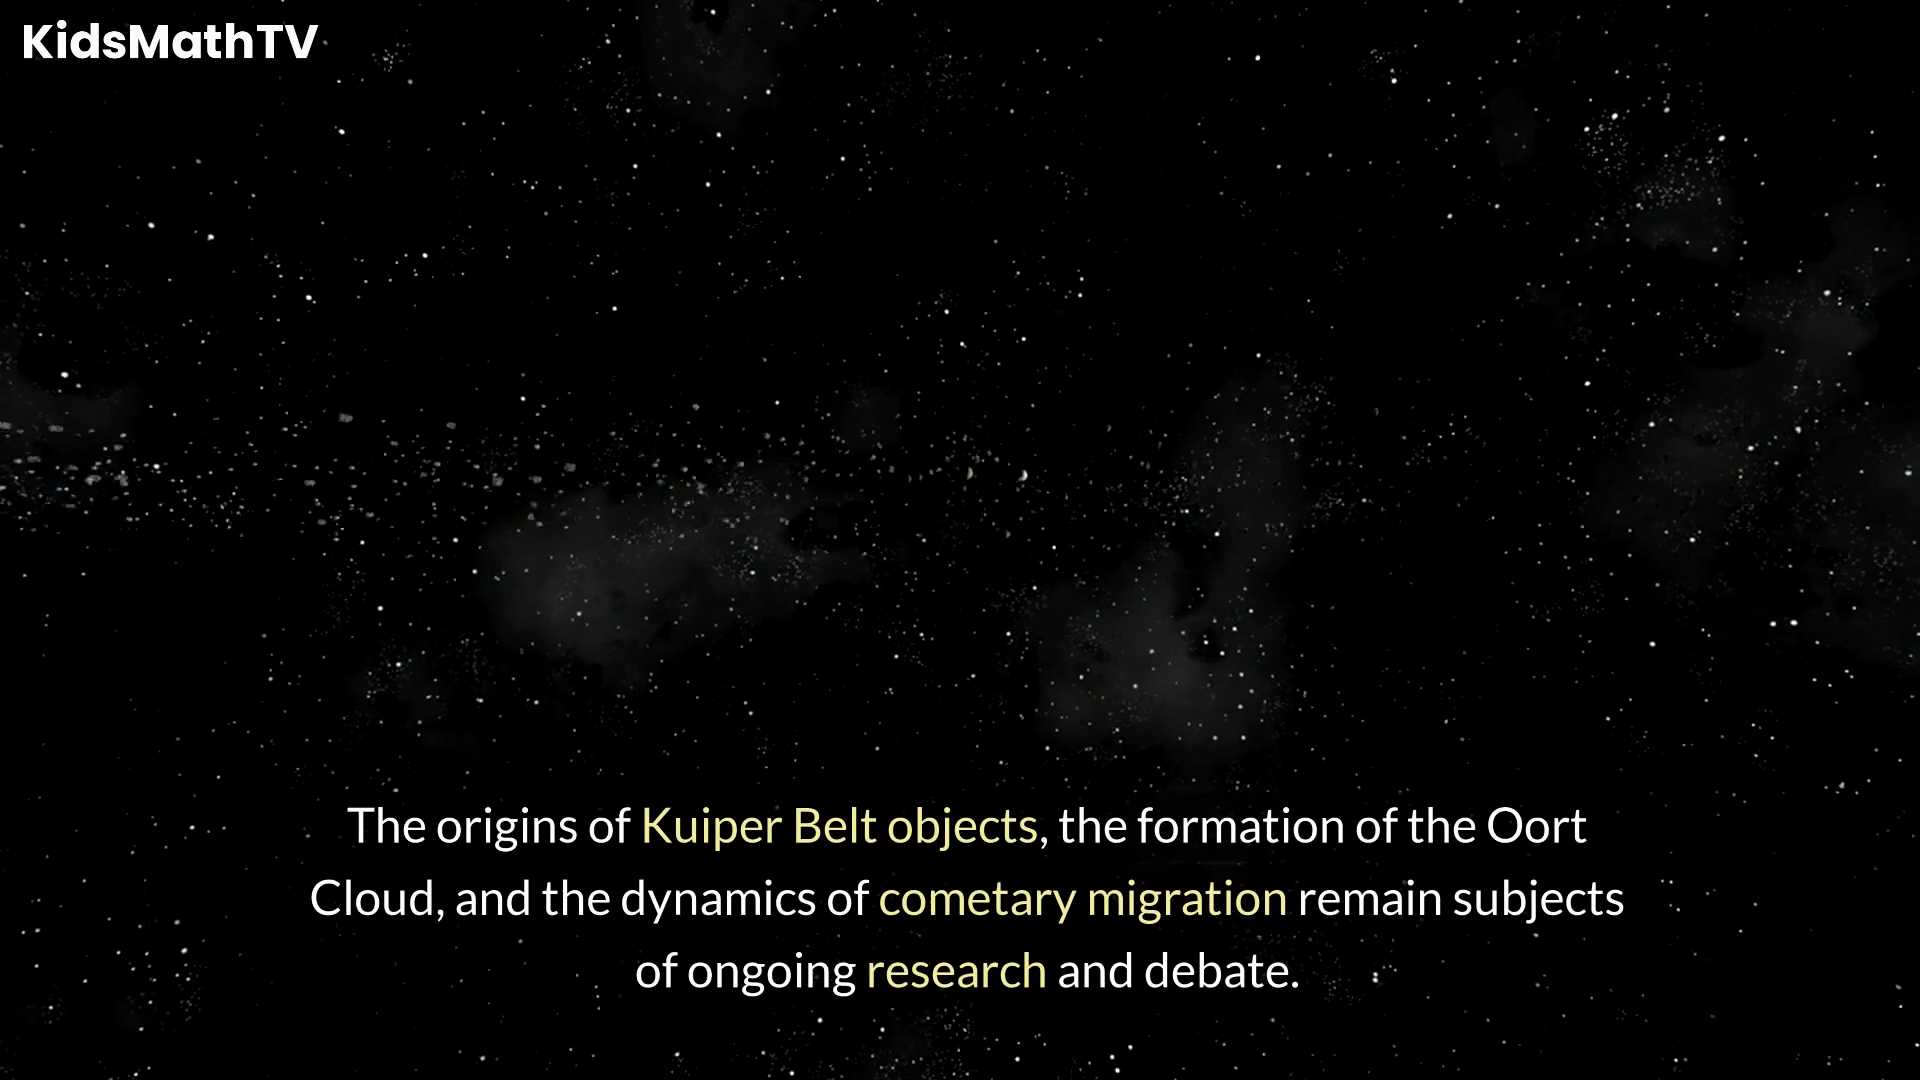 KidsMathTV
The origins of Kuiper Belt objects, the formation of the Oort
Cloud, and the dynamics of cometary migration remain subjects
of ongoing research and debate.